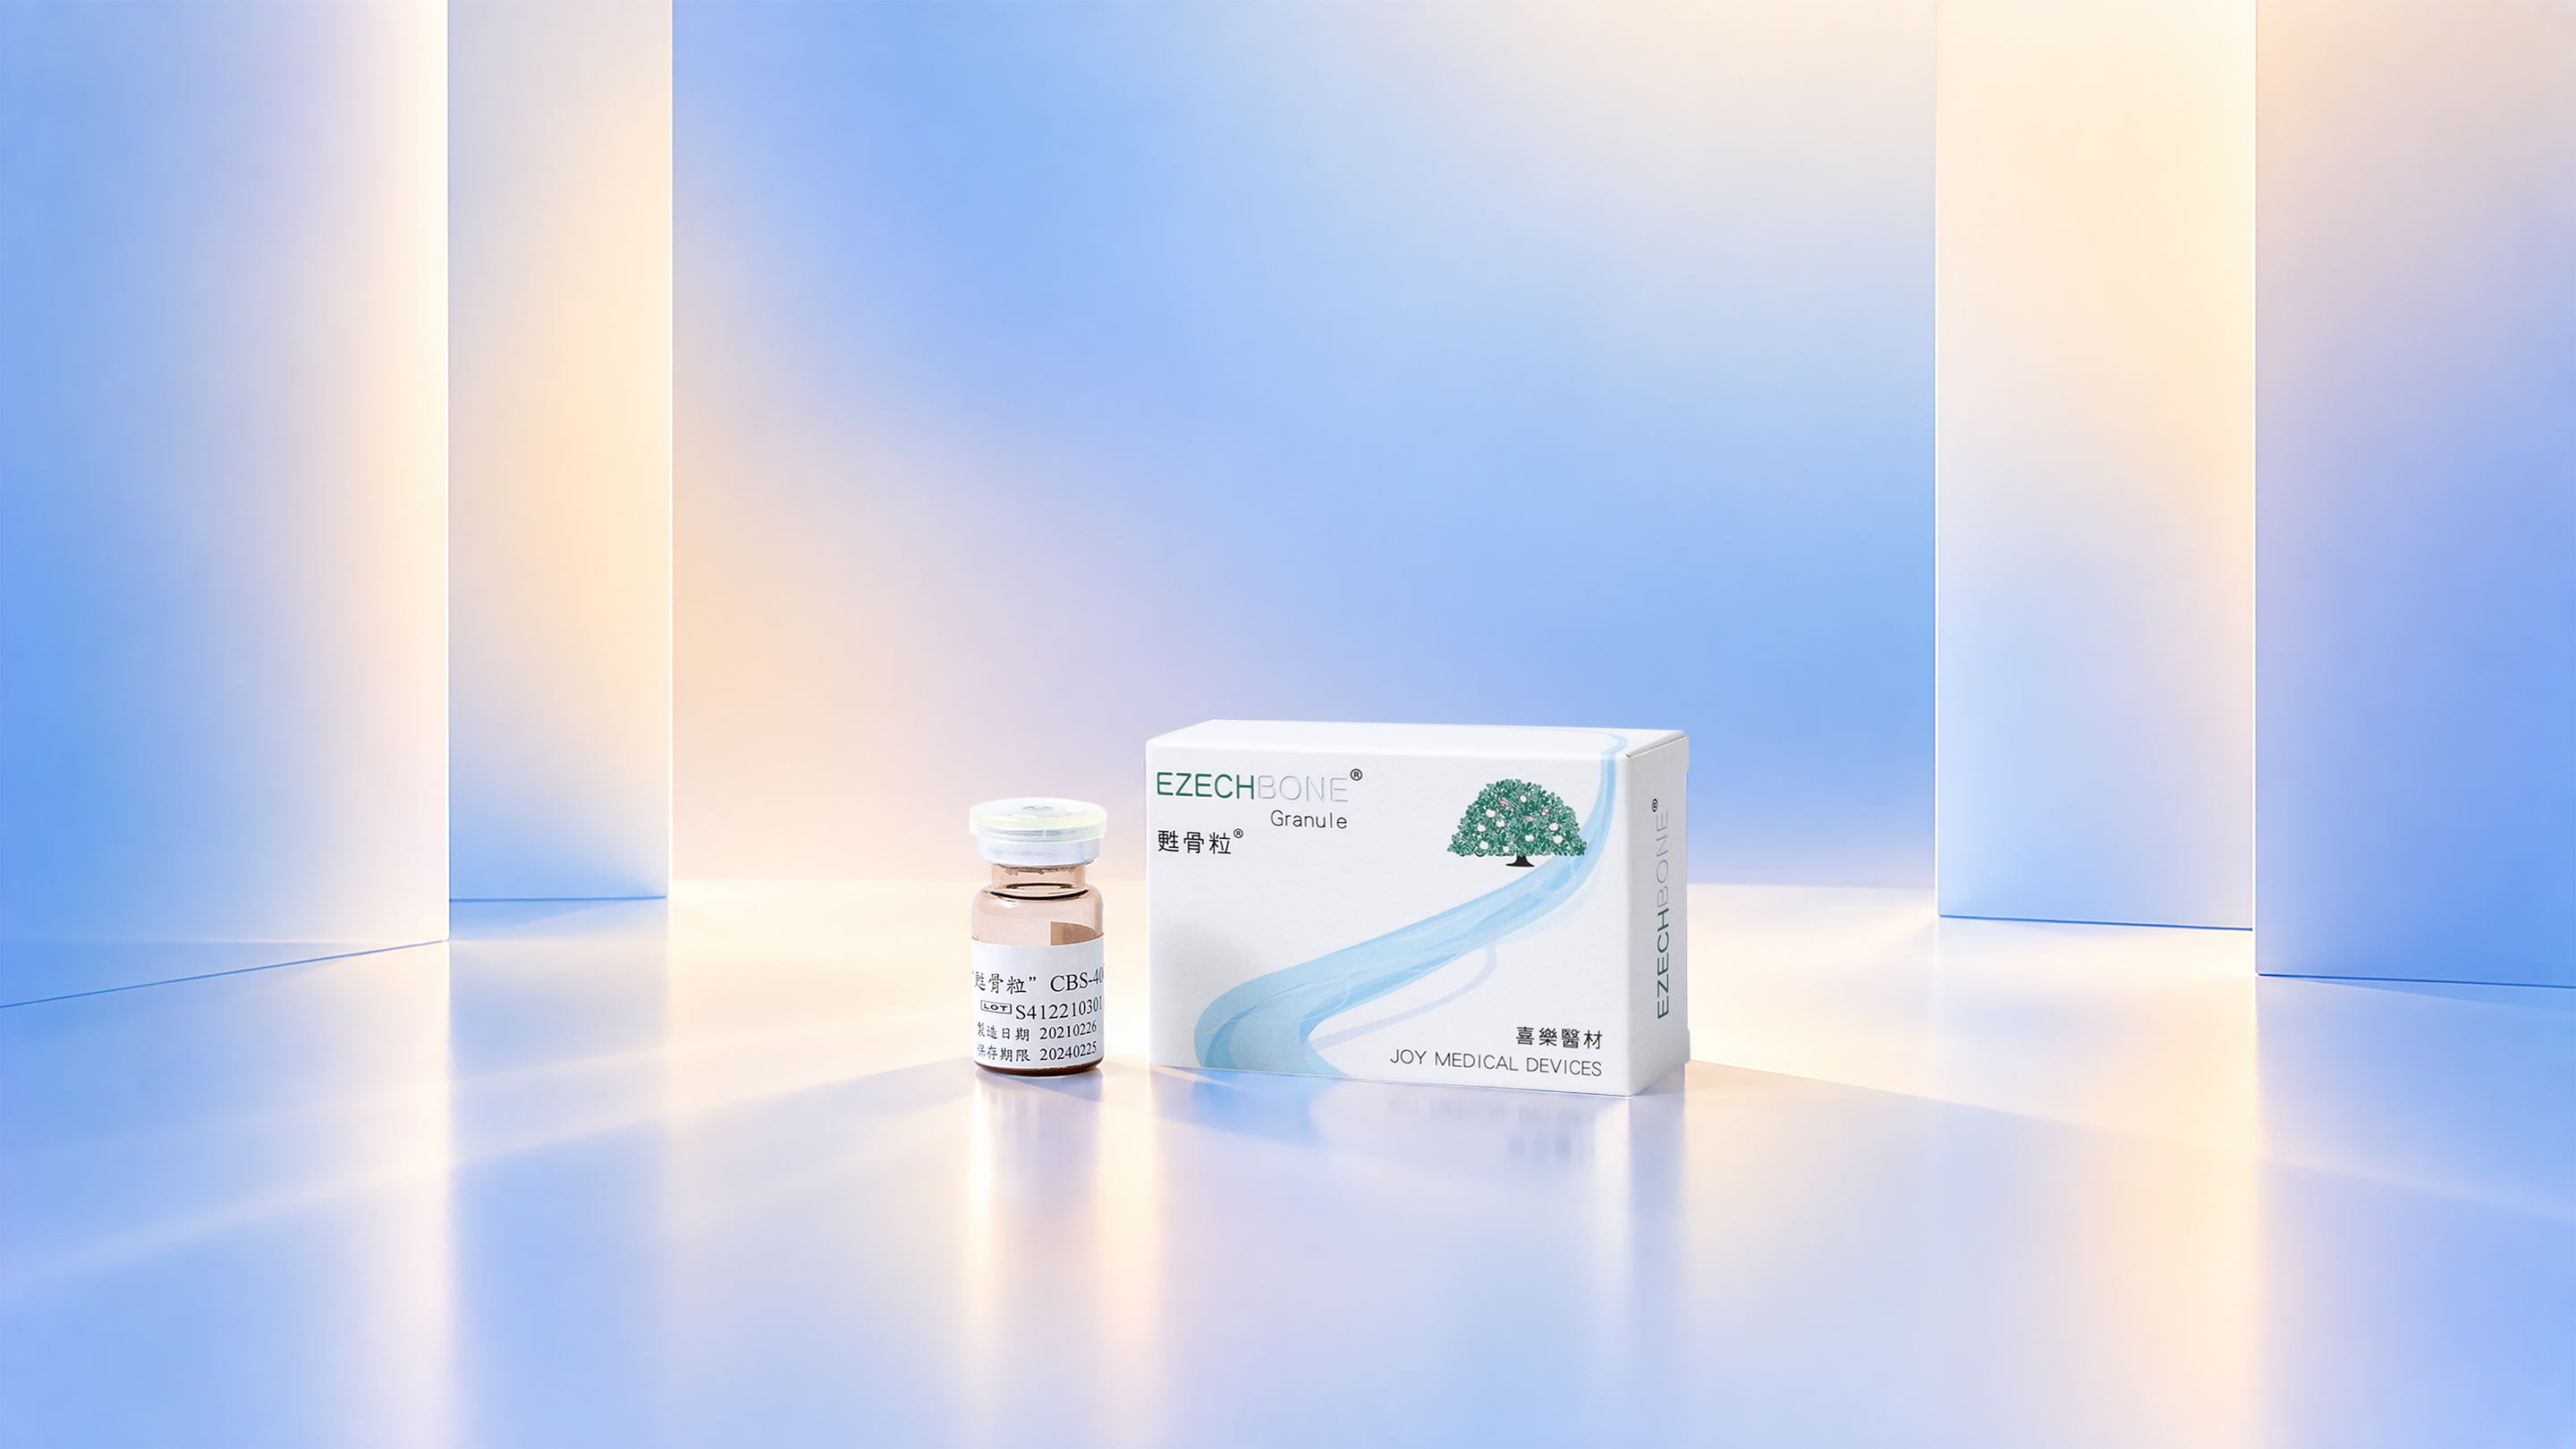 EZECHBONE®
Granule
甦骨粒®
喜樂醫材
JOY MEDICAL DEVICES
EZECHBONE®
"甦骨粒" CBS-40
LOT S412210301
製造日期 20210226
保存期限 20240225